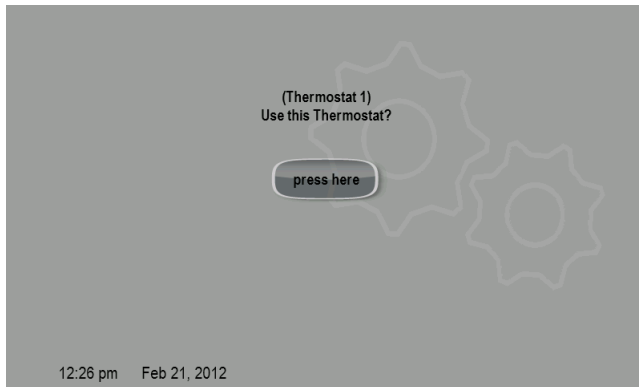 (Thermostat 1)
Use this Thermostat?
press here
12:26 pm Feb 21, 2012